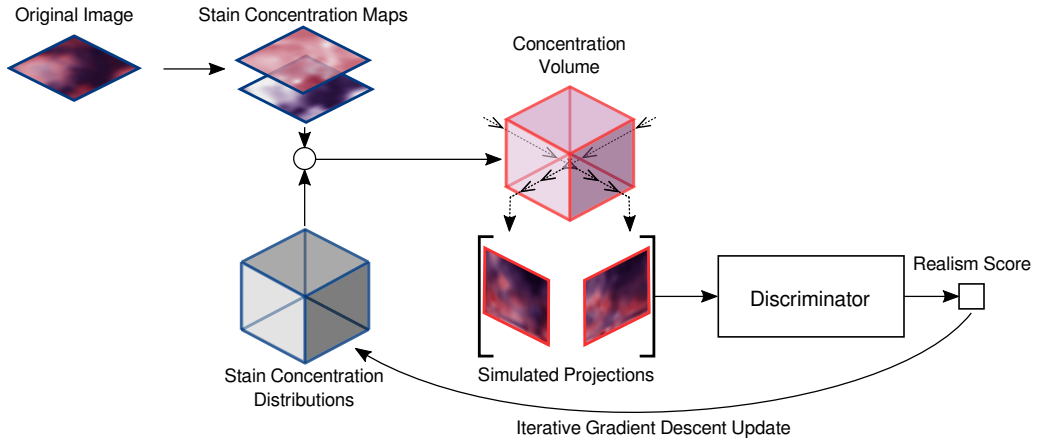 Original Image
Stain Concentration Maps
Concentration
Volume
Realism Score
Discriminator
Stain Concentration
Distributions
Simulated Projections
Iterative Gradient Descent Update